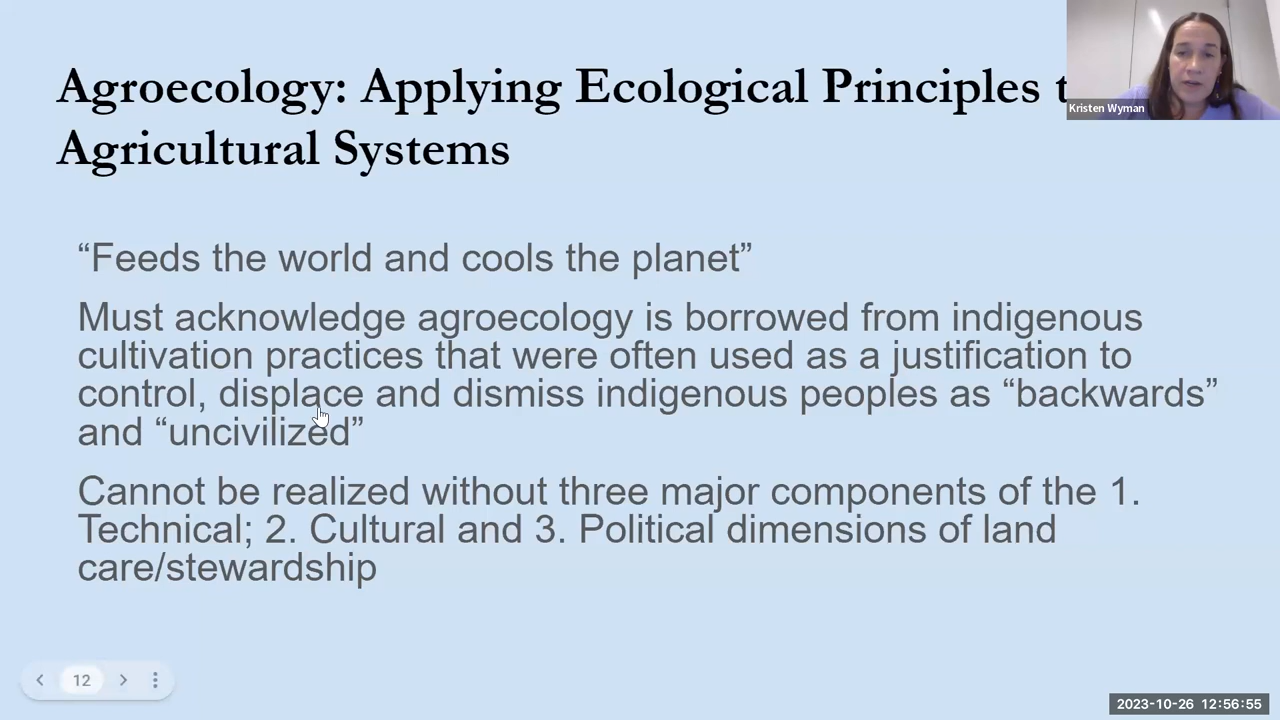 Agroecology: Applying Ecological Principles t
Kristen Wyman
Agricultural Systems
“Feeds the world and cools the planet”
Must acknowledge agroecology is borrowed from indigenous
cultivation practices that were often used as a justification to
control, displace and dismiss indigenous peoples as “backwards”
and “uncivilized”
Cannot be realized without three major components of the 1.
Technical; 2. Cultural and 3. Political dimensions of land
care/stewardship
12
2023-10-26 12:56:55